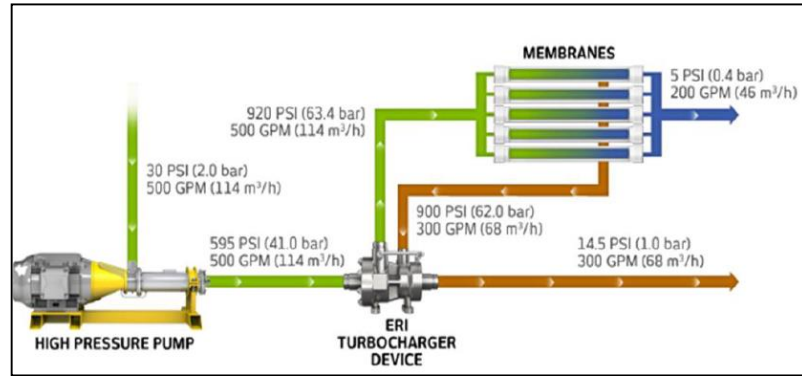 MEMBRANES
5 PSI (0.4 bar)
200 GPM (46 m³/h)
920 PSI (63.4 bar)
500 GPM (114 m³/h)
30 PSI (2.0 bar)
500 GPM (114 m³/h)
900 PSI (62.0 bar)
300 GPM (68 m³/h)
595 PSI (41.0 bar)
500 GPM (114 m³/h)
14.5 PSI (1.0 bar)
300 GPM (68 m³/h)
HIGH PRESSURE PUMP
ERI
TURBOCHARGER
DEVICE